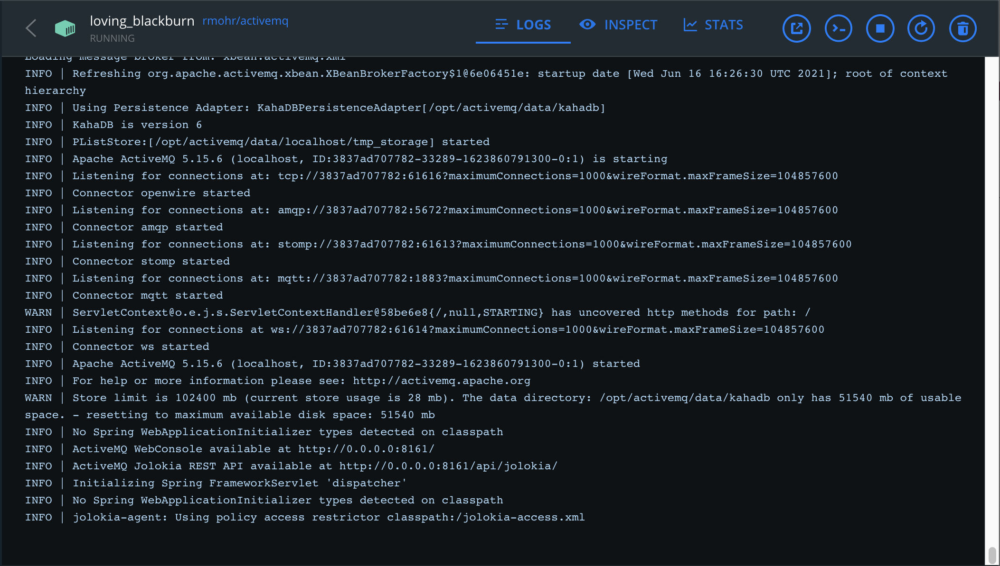 loving_blackburn rmohr/activemq
RUNNING
LOGS INSPECT STATS
Loading message broker from: xbean:activemq.xml
INFO | Refreshing org.apache.activemq.xbean.XBeanBrokerFactory$1@6e06451e: startup date [Wed Jun 16 16:26:30 UTC 2021]; root of context
hierarchy
INFO | Using Persistence Adapter: KahaDBPersistenceAdapter[/opt/activemq/data/kahadb]
INFO | KahaDB is version 6
INFO | PListStore:[/opt/activemq/data/localhost/tmp_storage] started
INFO | Apache ActiveMQ 5.15.6 (localhost, ID:3837ad707782-33289-1623860791300-0:1) is starting
INFO | Listening for connections at: tcp://3837ad707782:61616?maximumConnections=1000&wireFormat.maxFrameSize=104857600
INFO | Connector openwire started
INFO | Listening for connections at: amqp://3837ad707782:5672?maximumConnections=1000&wireFormat.maxFrameSize=104857600
INFO | Connector amqp started
INFO | Listening for connections at: stomp://3837ad707782:61613?maximumConnections=1000&wireFormat.maxFrameSize=104857600
INFO | Connector stomp started
INFO | Listening for connections at: mqtt://3837ad707782:1883?maximumConnections=1000&wireFormat.maxFrameSize=104857600
INFO | Connector mqtt started
WARN | ServletContext@o.e.j.s.ServletContextHandler@58be6e8{/,null,STARTING} has uncovered http methods for path: /
INFO | Listening for connections at ws://3837ad707782:61614?maximumConnections=1000&wireFormat.maxFrameSize=104857600
INFO | Connector ws started
INFO | Apache ActiveMQ 5.15.6 (localhost, ID:3837ad707782-33289-1623860791300-0:1) started
INFO | For help or more information please see: http://activemq.apache.org
WARN | Store limit is 102400 mb (current store usage is 28 mb). The data directory: /opt/activemq/data/kahadb only has 51540 mb of usable
space. - resetting to maximum available disk space: 51540 mb
INFO | No Spring WebApplicationInitializer types detected on classpath
INFO | ActiveMQ WebConsole available at http://0.0.0.0:8161/
INFO | ActiveMQ Jolokia REST API available at http://0.0.0.0:8161/api/jolokia/
INFO | Initializing Spring FrameworkServlet 'dispatcher'
INFO | No Spring WebApplicationInitializer types detected on classpath
INFO | jolokia-agent: Using policy access restrictor classpath:/jolokia-access.xml